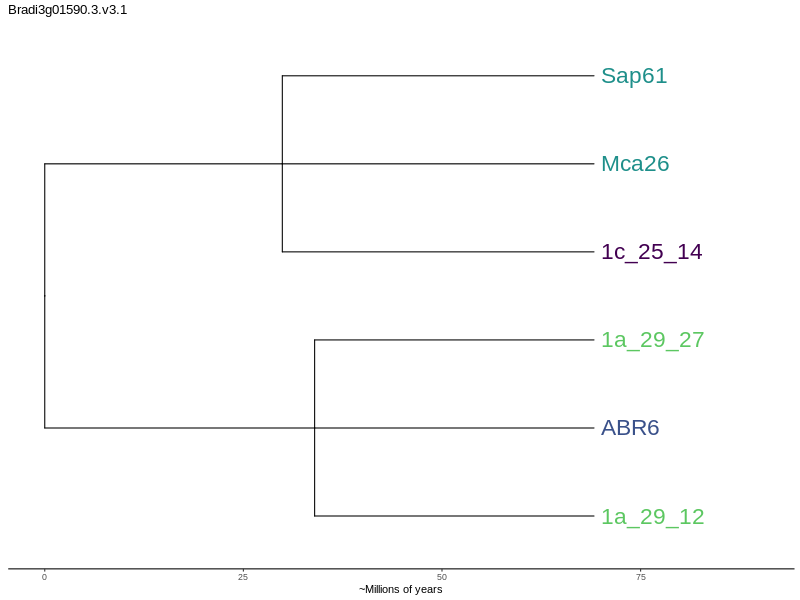 Bradi3g01590.3.v3.1
Sap61
Mca26
1c_25_14
1a_29_27
ABR6
1a_29_12
0 25 50 75
~Millions of years